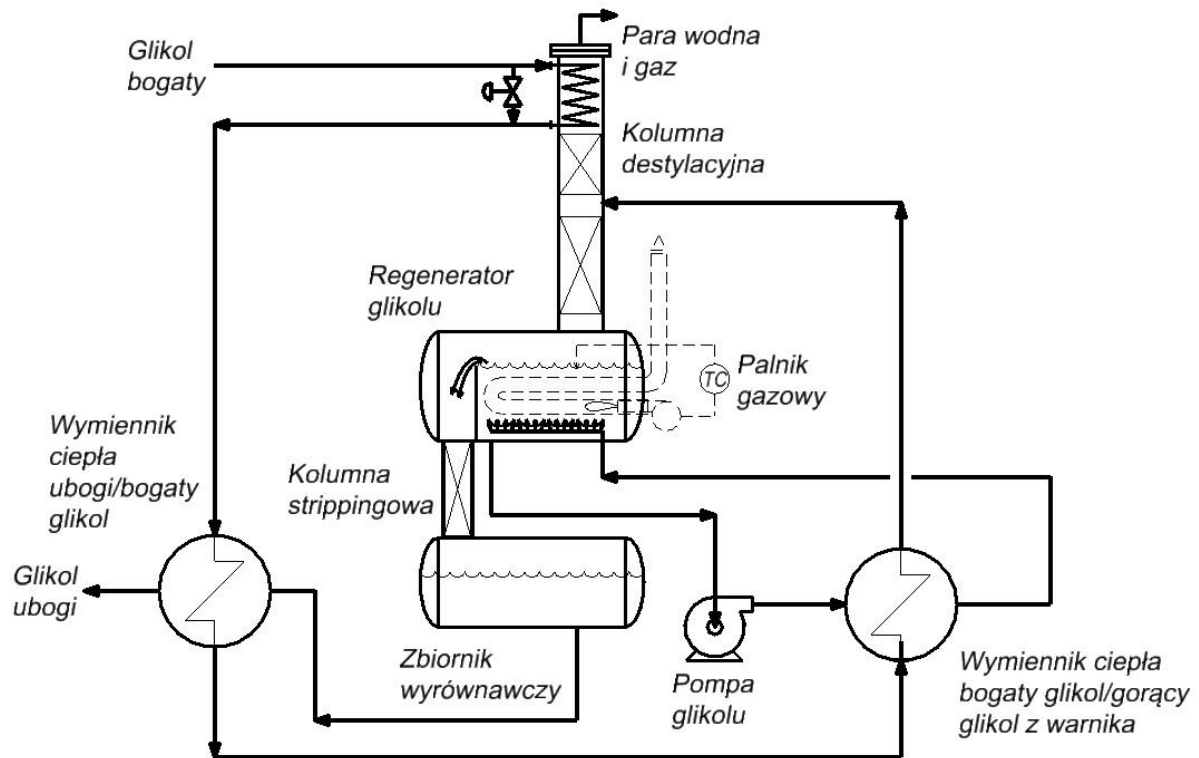 Glikol
bogaty
Para wodna
i gaz
Kolumna
destylacyjna
Regenerator
glikolu
TC
Palnik
gazowy
Wymiennik
ciepła
ubogi/bogaty
glikol
Kolumna
strippingowa
Glikol
ubogi
Zbiornik
wyrównawczy
Pompa
glikolu
Wymiennik ciepła
bogaty glikol/gorący
glikol z warnika